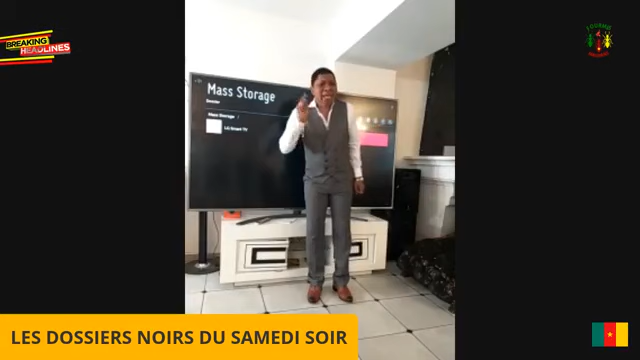 BREAKING
HEADLINES
Mass Storage
Mass Storage /
LG Smart TV
LES DOSSIERS NOIRS DU SAMEDI SOIR